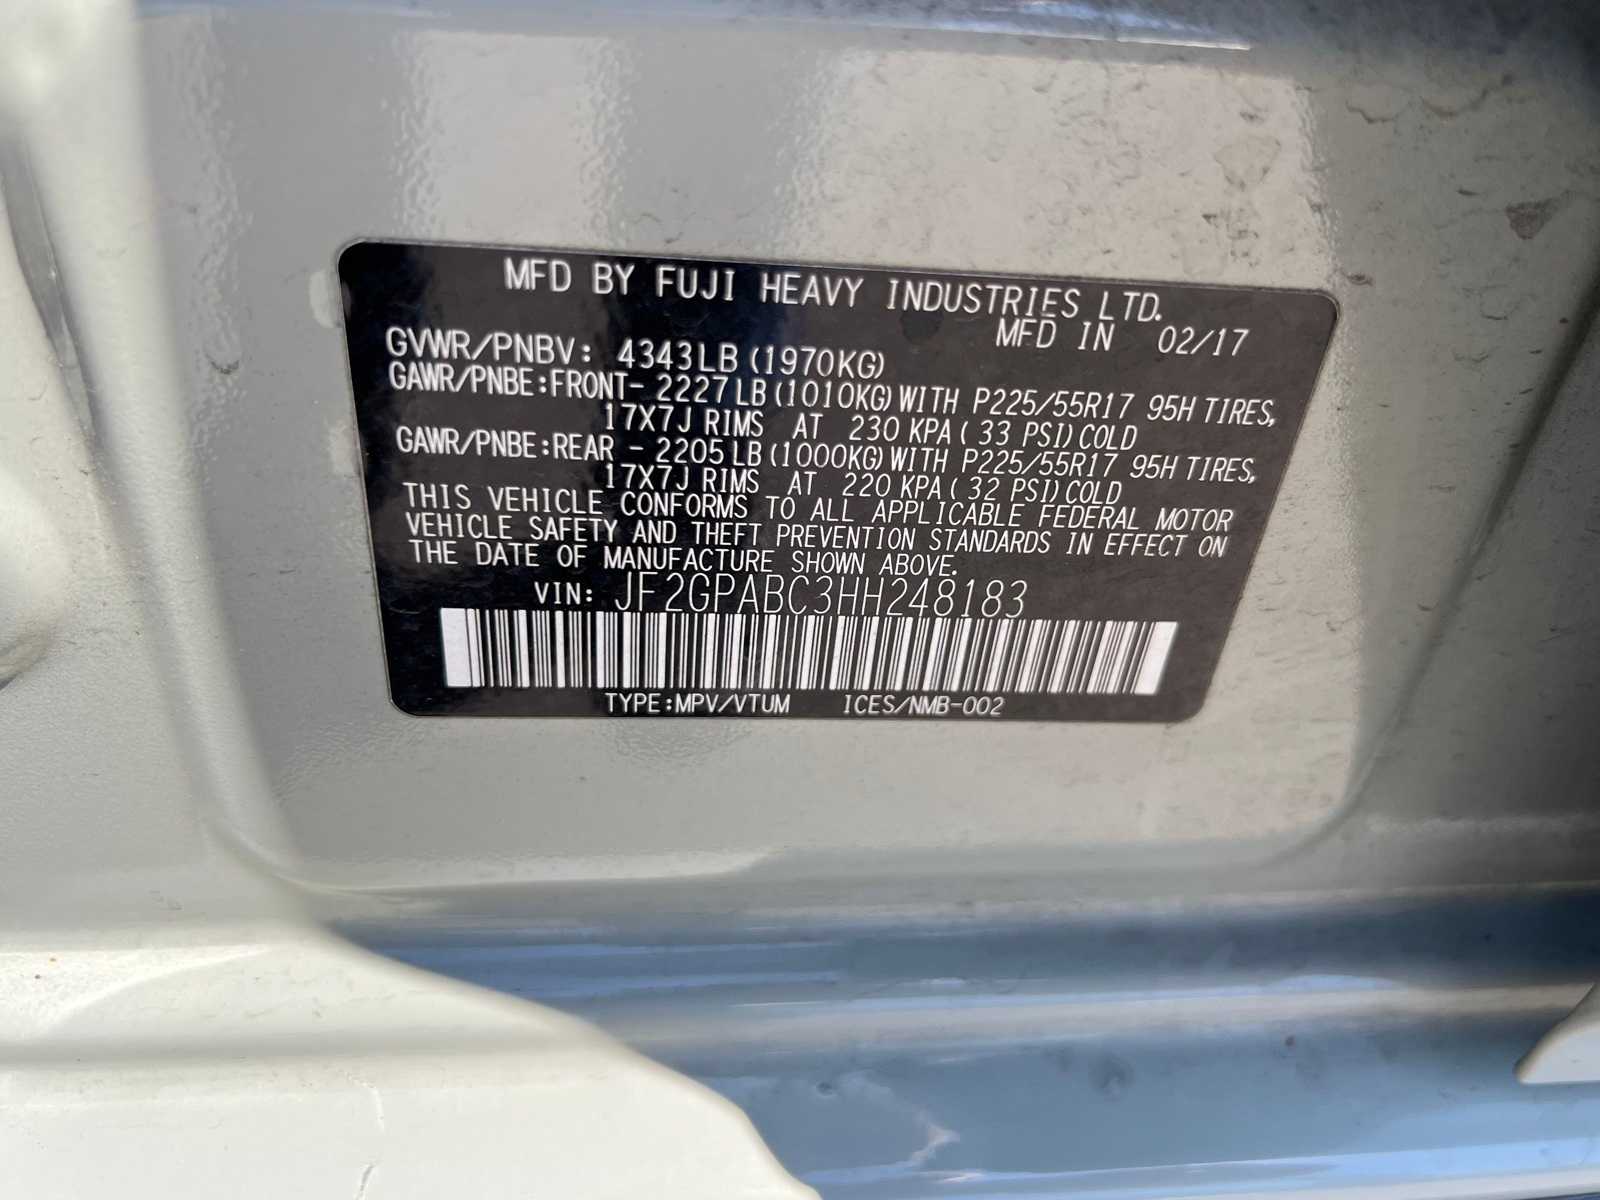 MFD BY FUJI HEAVY INDUSTRIES LTD.
MFD IN 02/17
GVWR/PNBV: 4343LB (1970KG)
GAWR/PNBE:FRONT- 2227LB (1010KG) WITH P225/55R17 95H TIRES,
17X7J RIMS AT 230 KPA ( 33 PSI) COLD
GAWR/PNBE:REAR - 2205LB (1000KG) WITH P225/55R17 95H TIRES,
17X7J RIMS AT 220 KPA ( 32 PSI) COLD
THIS VEHICLE CONFORMS TO ALL APPLICABLE FEDERAL MOTOR
VEHICLE SAFETY AND THEFT PREVENTION STANDARDS IN EFFECT ON
THE DATE OF MANUFACTURE SHOWN ABOVE.
VIN: JF2GPABC3HH248183
TYPE:MPV/VTUM ICES/NMB-002